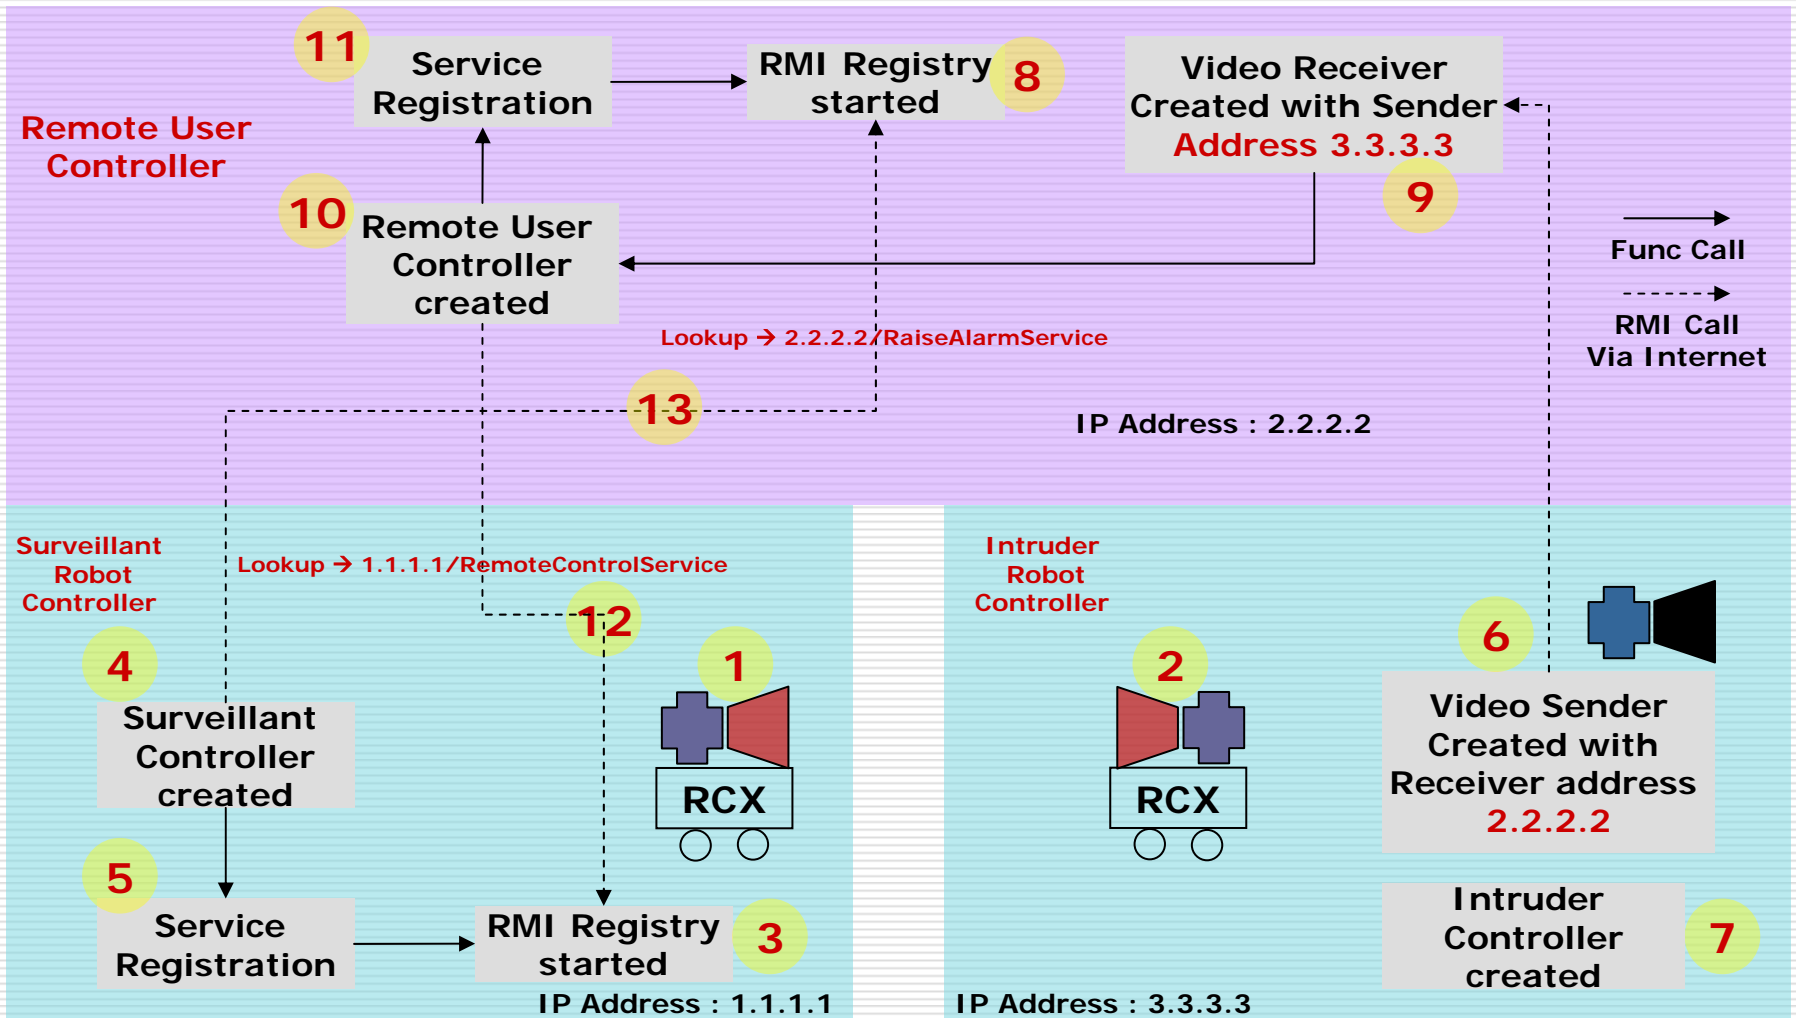 11
Service
Registration
RMI Registry
started
8
Video Receiver
Created with Sender
Address 3.3.3.3
9
Remote User
Controller
10
Remote User
Controller
created
Func Call
RMI Call
Via Internet
Lookup → 2.2.2.2/RaiseAlarmService
13
IP Address : 2.2.2.2
Surveillant
Robot
Controller
Lookup → 1.1.1.1/RemoteControlService
12
4
Surveillant
Controller
created
1
RCX
5
Service
Registration
RMI Registry
started
3
IP Address : 1.1.1.1
Intruder
Robot
Controller
2
RCX
6
Video Sender
Created with
Receiver address
2.2.2.2
Intruder
Controller
created
7
IP Address : 3.3.3.3